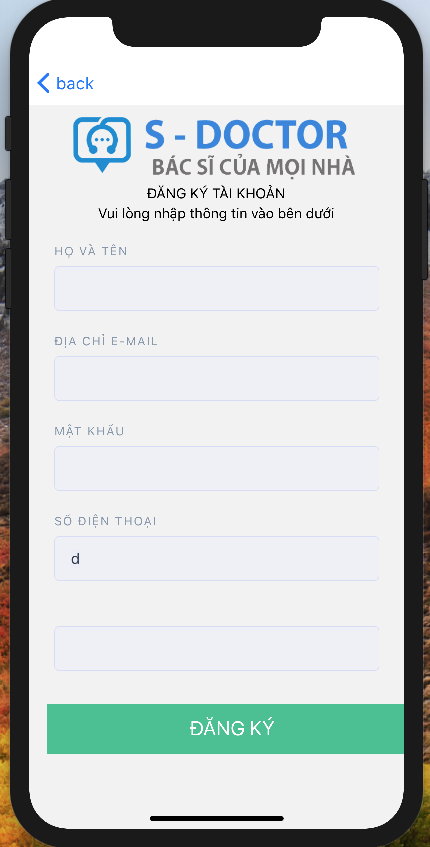 back
S - DOCTOR
BÁC SĨ CỦA MỌI NHÀ
ĐĂNG KÝ TÀI KHOẢN
Vui lòng nhập thông tin vào bên dưới
HỌ VÀ TÊN
ĐỊA CHỈ E-MAIL
MẬT KHẨU
SỐ ĐIỆN THOẠI
d
ĐĂNG KÝ